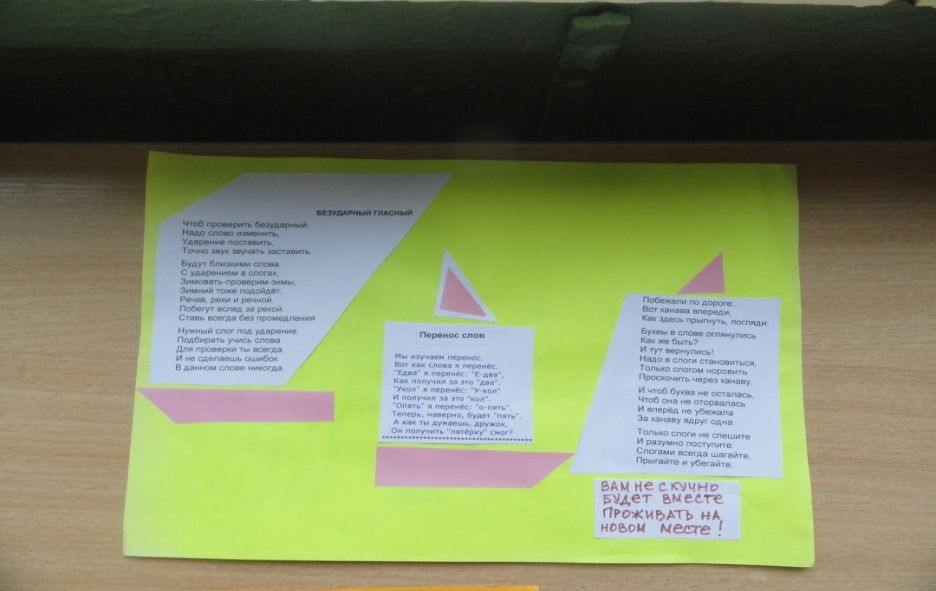 БЕЗУДАРНЫЙ ГЛАСНЫЙ
Чтоб проверить безударный,
Надо слово изменить,
Ударение поставить,
Точно звук звучать заставить.
Будут близкими слова.
С ударением в слогах,
Зимовать-проверим-зимы,
Зимний тоже подойдёт,
Речка, реки и речной.
Побегут вслед за рекой.
Ставь всегда без промедления
Нужный слог под ударение.
Подбирать учись слова
Для проверки ты всегда,
И не сделаешь ошибок
В данном слове никогда.
Перенос слов
Мы изучаем перенос.
Вот как слова я перенёс.
"Едва" я перенёс: "Е-два",
Как получил за это "два".
"Укол" я перенёс: "У-кол"
И получил за это "кол".
"Опять" я перенёс: "о-пять".
Теперь, наверно, будет "пять".
А как ты думаешь, дружок,
Он получить "пятёрку" смог?
Побежали по дороге...
Вот канава впереди,
Как здесь прыгнуть, погляди.
Буквы в слове оглянулись
Как же быть?
И тут вернулись!
Надо в слоги становиться,
Только слогом норовить
Проскочить через канаву.
И чтоб буква не осталась,
Чтоб она не оторвалась
И вперёд не убежала
За канаву вдруг одна.
Только слоги не спешите
И разумно поступите:
Слогами всегда шагайте,
Прыгайте и убегайте.
ВАМ НЕ СКУЧНО
БУДЕТ ВМЕСТЕ
ПРОЖИВАТЬ НА
НОВОМ МЕСТЕ!